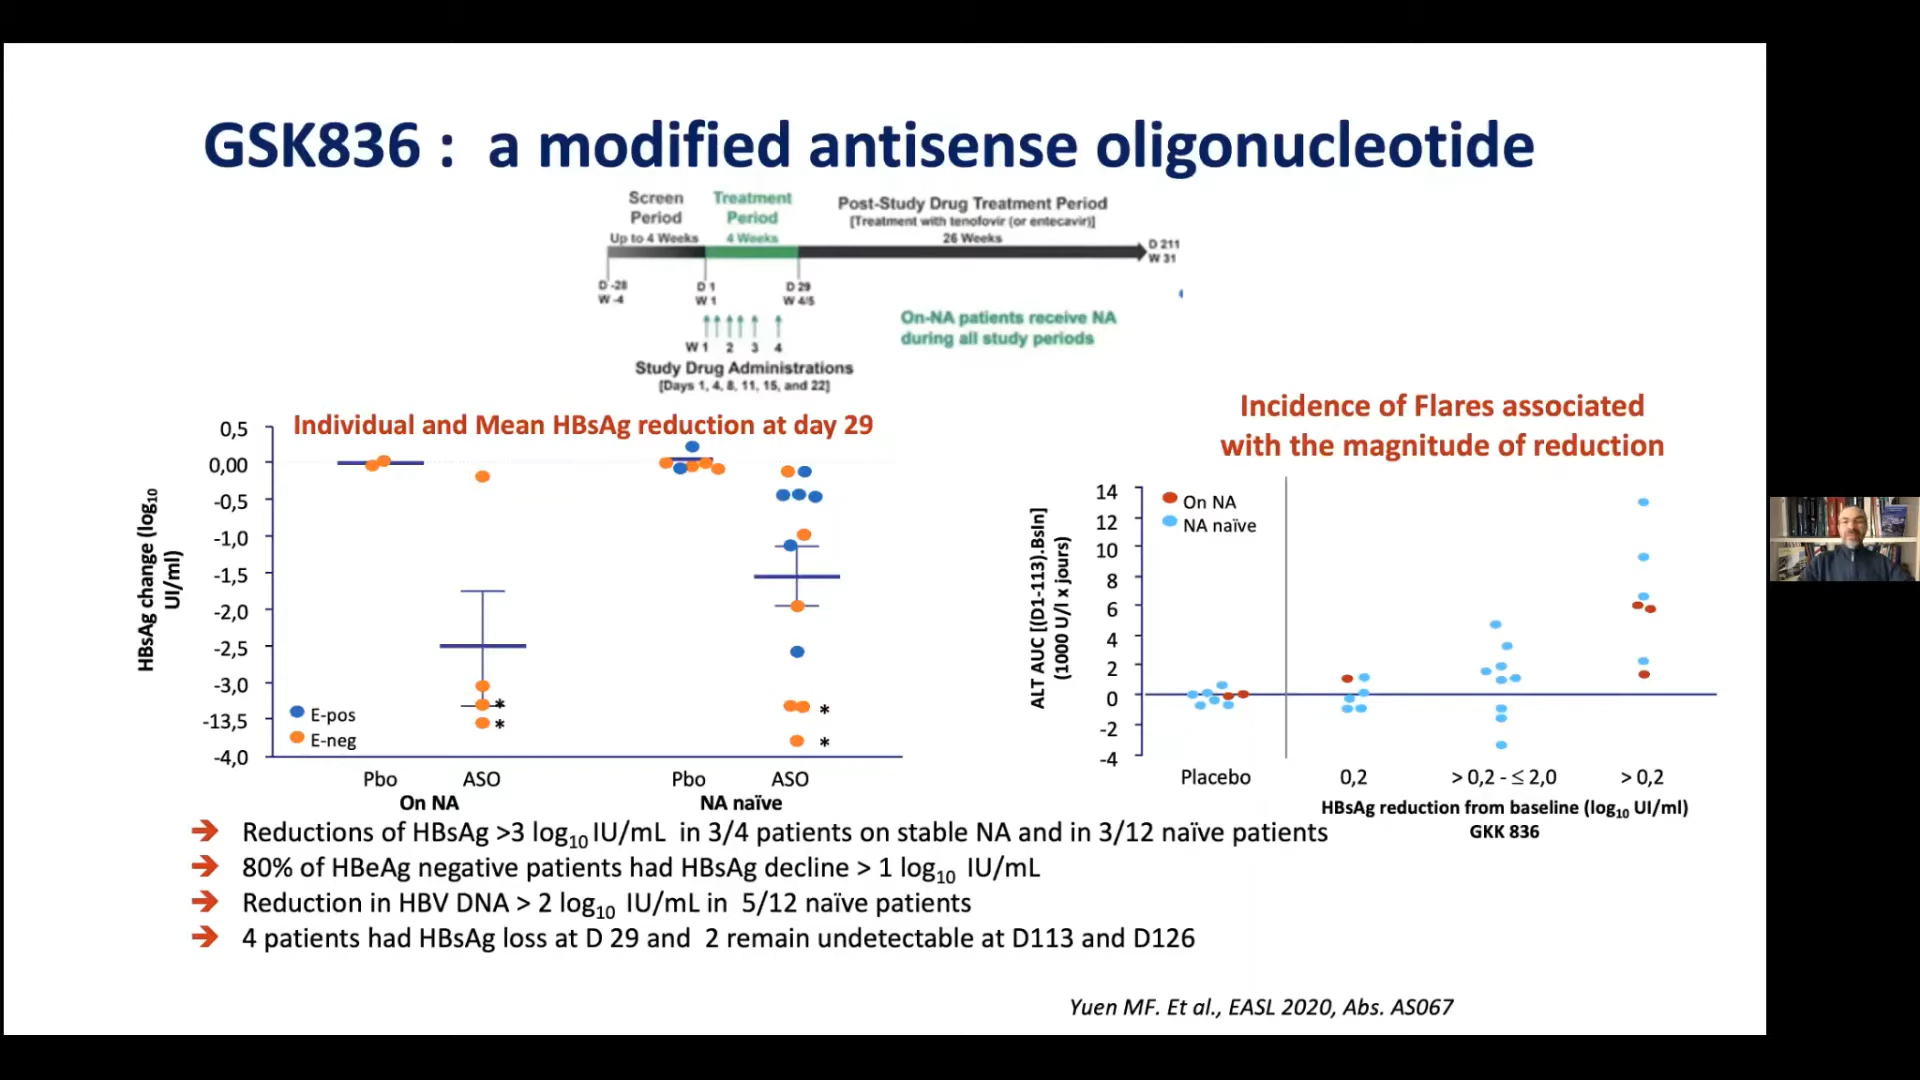 GSK836 : a modified antisense oligonucleotide
Screen Period
Up to 4 Weeks
Treatment Period
4 Weeks
Post-Study Drug Treatment Period
[Treatment with tenofovir (or entecavir)]
26 Weeks
D 211
W 31
D -28
W -4
D 1
W 1
D 29
W 4/5
On-NA patients receive NA
during all study periods
W 1 2 3 4
Study Drug Administrations
[Days 1, 4, 8, 11, 15, and 22]
Individual and Mean HBsAg reduction at day 29
HBsAg change (log10
UI/ml)
0,5
0,00
-0,5
-1,0
-1,5
-2,0
-2,5
-3,0
-13,5
-4,0
E-pos
E-neg
*
*
*
*
Pbo
ASO
Pbo
ASO
On NA
NA naïve
Incidence of Flares associated
with the magnitude of reduction
ALT AUC [(D1-113).Bsln]
(1000 U/l x jours)
14
12
10
8
6
4
2
0
-2
-4
On NA
NA naïve
Placebo
0,2
> 0,2 - ≤ 2,0
> 0,2
HBsAg reduction from baseline (log10 UI/ml)
GKK 836
➔ Reductions of HBsAg >3 log10 IU/mL in 3/4 patients on stable NA and in 3/12 naïve patients
➔ 80% of HBeAg negative patients had HBsAg decline > 1 log10 IU/mL
➔ Reduction in HBV DNA > 2 log10 IU/mL in 5/12 naïve patients
➔ 4 patients had HBsAg loss at D 29 and 2 remain undetectable at D113 and D126
Yuen MF. Et al., EASL 2020, Abs. AS067